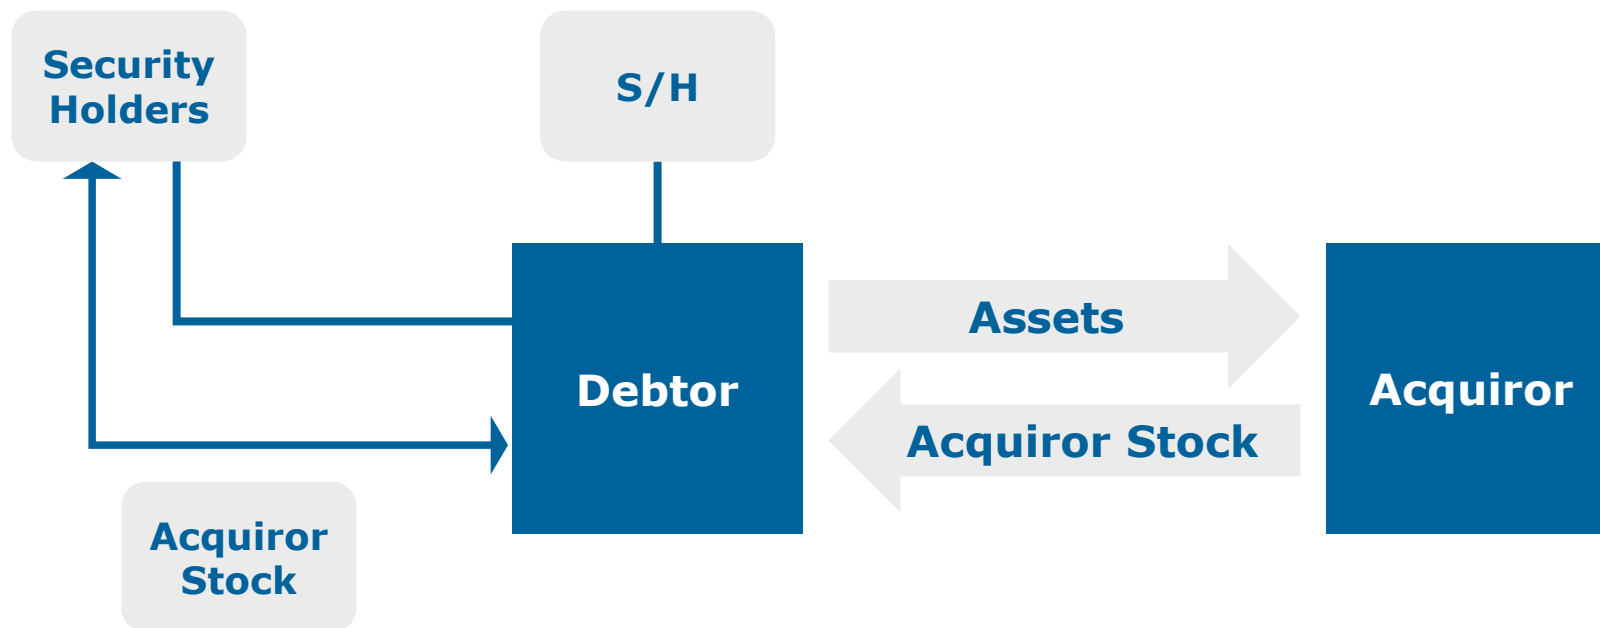 Security
Holders
S/H
Assets
Debtor
Acquiror
Acquiror Stock
Acquiror
Stock